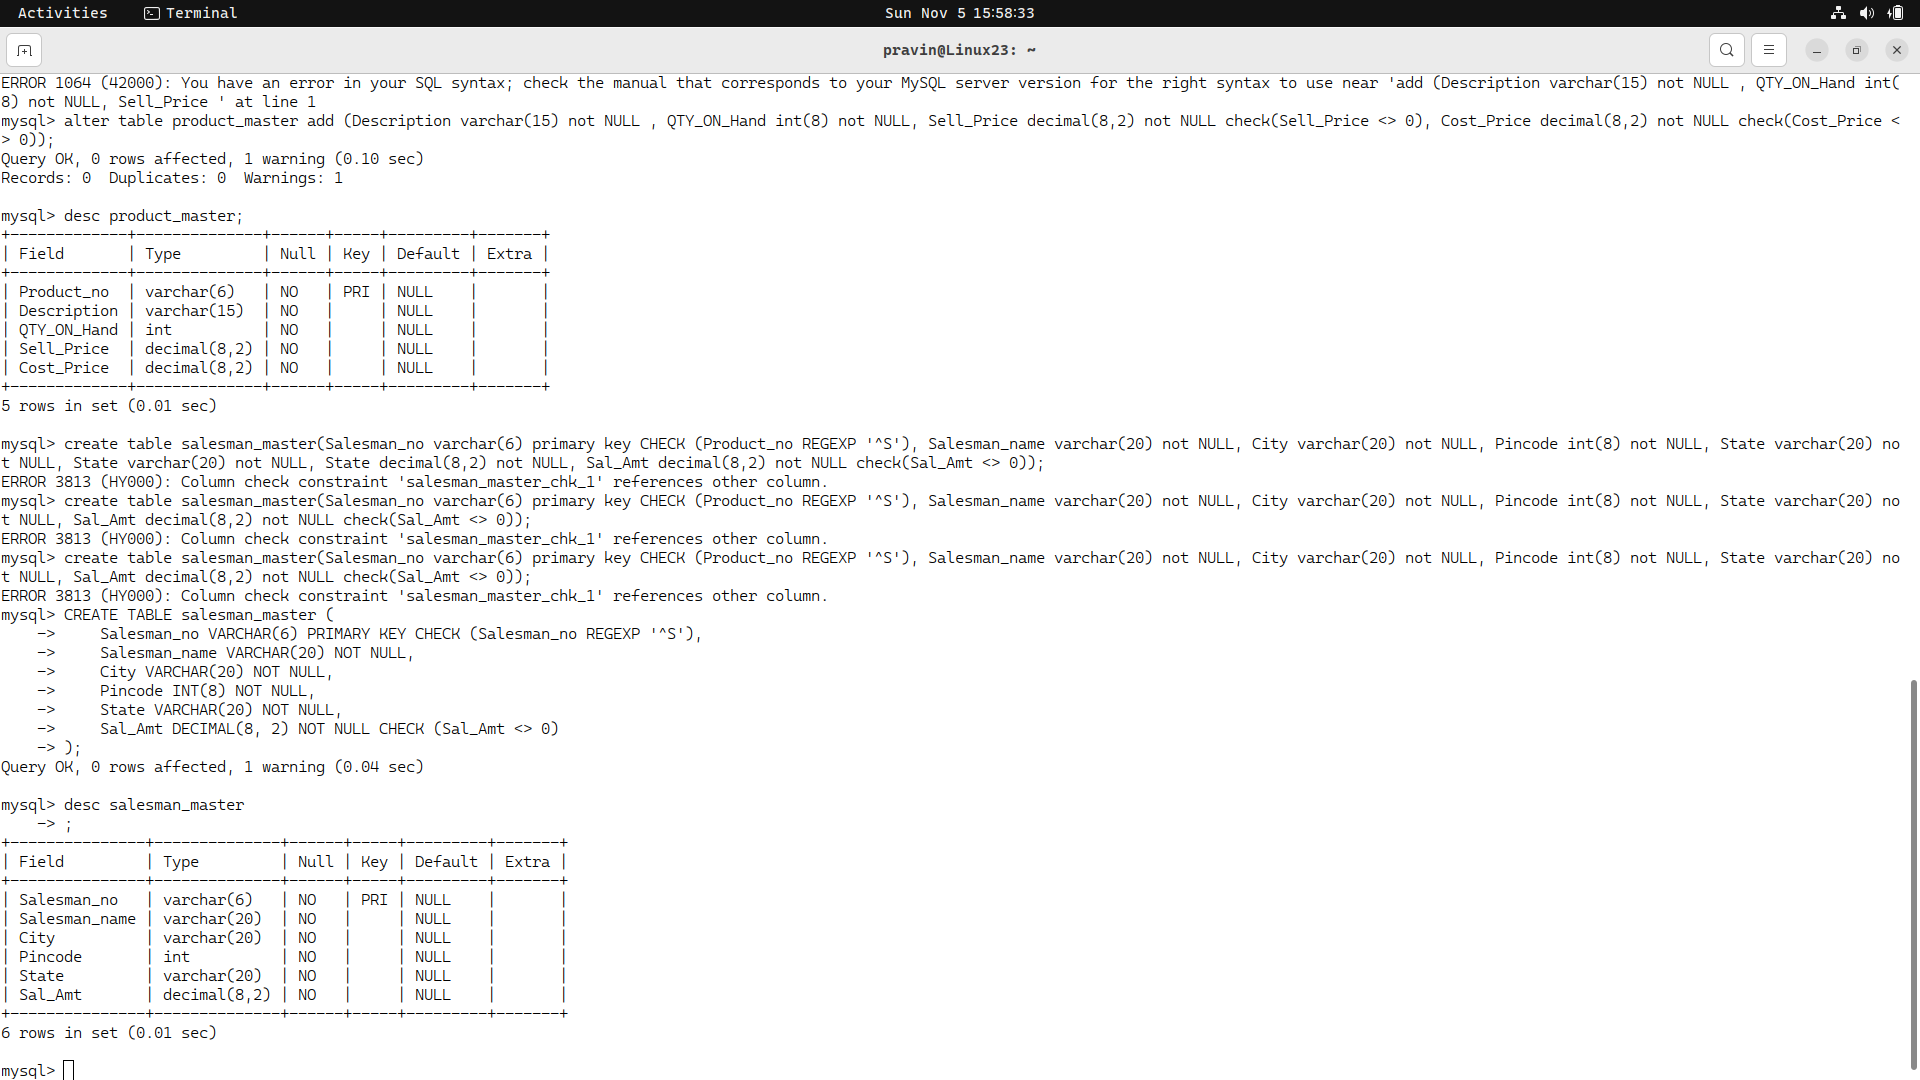 Activities Terminal Sun Nov 5 15:58:33
pravin@Linux23: ~
ERROR 1064 (42000): You have an error in your SQL syntax; check the manual that corresponds to your MySQL server version for the right syntax to use near 'add (Description varchar(15) not NULL , QTY_ON_Hand int(
8) not NULL, Sell_Price ' at line 1
mysql> alter table product_master add (Description varchar(15) not NULL , QTY_ON_Hand int(8) not NULL, Sell_Price decimal(8,2) not NULL check(Sell_Price <> 0), Cost_Price decimal(8,2) not NULL check(Cost_Price <
> 0));
Query OK, 0 rows affected, 1 warning (0.10 sec)
Records: 0  Duplicates: 0  Warnings: 1
mysql> desc product_master;
+-------------+--------------+------+-----+---------+-------+
| Field       | Type         | Null | Key | Default | Extra |
+-------------+--------------+------+-----+---------+-------+
| Product_no  | varchar(6)   | NO   | PRI | NULL    |       |
| Description | varchar(15)  | NO   |     | NULL    |       |
| QTY_ON_Hand | int          | NO   |     | NULL    |       |
| Sell_Price  | decimal(8,2) | NO   |     | NULL    |       |
| Cost_Price  | decimal(8,2) | NO   |     | NULL    |       |
+-------------+--------------+------+-----+---------+-------+
5 rows in set (0.01 sec)
mysql> create table salesman_master(Salesman_no varchar(6) primary key CHECK (Product_no REGEXP '^S'), Salesman_name varchar(20) not NULL, City varchar(20) not NULL, Pincode int(8) not NULL, State varchar(20) no
t NULL, State varchar(20) not NULL, State decimal(8,2) not NULL, Sal_Amt decimal(8,2) not NULL check(Sal_Amt <> 0));
ERROR 3813 (HY000): Column check constraint 'salesman_master_chk_1' references other column.
mysql> create table salesman_master(Salesman_no varchar(6) primary key CHECK (Product_no REGEXP '^S'), Salesman_name varchar(20) not NULL, City varchar(20) not NULL, Pincode int(8) not NULL, State varchar(20) no
t NULL, Sal_Amt decimal(8,2) not NULL check(Sal_Amt <> 0));
ERROR 3813 (HY000): Column check constraint 'salesman_master_chk_1' references other column.
mysql> create table salesman_master(Salesman_no varchar(6) primary key CHECK (Product_no REGEXP '^S'), Salesman_name varchar(20) not NULL, City varchar(20) not NULL, Pincode int(8) not NULL, State varchar(20) no
t NULL, Sal_Amt decimal(8,2) not NULL check(Sal_Amt <> 0));
ERROR 3813 (HY000): Column check constraint 'salesman_master_chk_1' references other column.
mysql> CREATE TABLE salesman_master (
    ->     Salesman_no VARCHAR(6) PRIMARY KEY CHECK (Salesman_no REGEXP '^S'),
    ->     Salesman_name VARCHAR(20) NOT NULL,
    ->     City VARCHAR(20) NOT NULL,
    ->     Pincode INT(8) NOT NULL,
    ->     State VARCHAR(20) NOT NULL,
    ->     Sal_Amt DECIMAL(8, 2) NOT NULL CHECK (Sal_Amt <> 0)
    -> );
Query OK, 0 rows affected, 1 warning (0.04 sec)
mysql> desc salesman_master
    -> ;
+---------------+--------------+------+-----+---------+-------+
| Field         | Type         | Null | Key | Default | Extra |
+---------------+--------------+------+-----+---------+-------+
| Salesman_no   | varchar(6)   | NO   | PRI | NULL    |       |
| Salesman_name | varchar(20)  | NO   |     | NULL    |       |
| City          | varchar(20)  | NO   |     | NULL    |       |
| Pincode       | int          | NO   |     | NULL    |       |
| State         | varchar(20)  | NO   |     | NULL    |       |
| Sal_Amt       | decimal(8,2) | NO   |     | NULL    |       |
+---------------+--------------+------+-----+---------+-------+
6 rows in set (0.01 sec)
mysql>